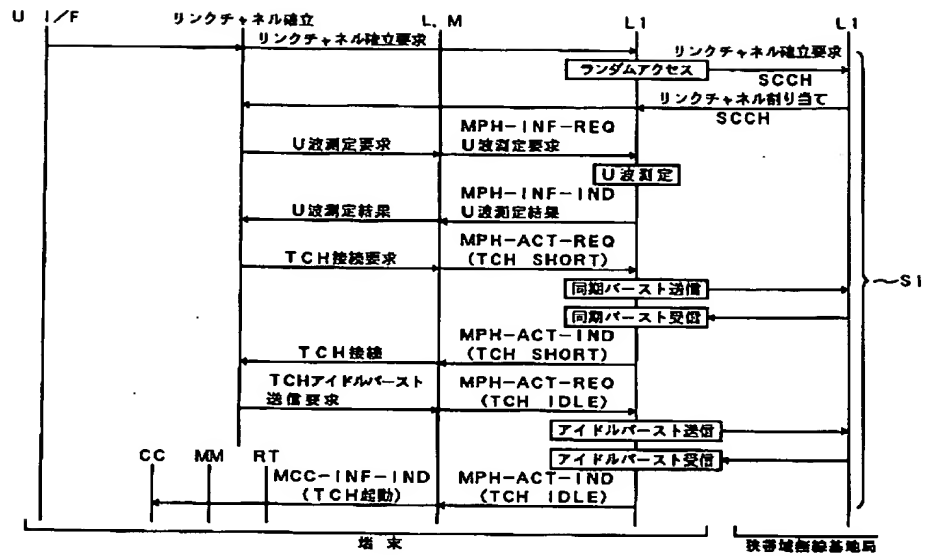 U I/F リンクチャネル確立 L, M L1 L1
リンクチャネル確立要求 リンクチャネル確立要求
ランダムアクセス
SCCH
リンクチャネル割り当て
SCCH
MPH-INF-REQ
U波測定要求 U波測定要求
U波測定
MPH-INF-IND
U波測定結果 U波測定結果
MPH-ACT-REQ
TCH接続要求 (TCH SHORT)
同期バースト送信
S1
同期バースト受信
MPH-ACT-IND
TCH接続 (TCH SHORT)
TCHアイドルバースト MPH-ACT-REQ
送信要求 (TCH IDLE)
アイドルバースト送信
CC MM RT アイドルバースト受信
MCC-INF-IND MPH-ACT-IND
(TCH起動) (TCH IDLE)
端末 狭帯域無線基地局